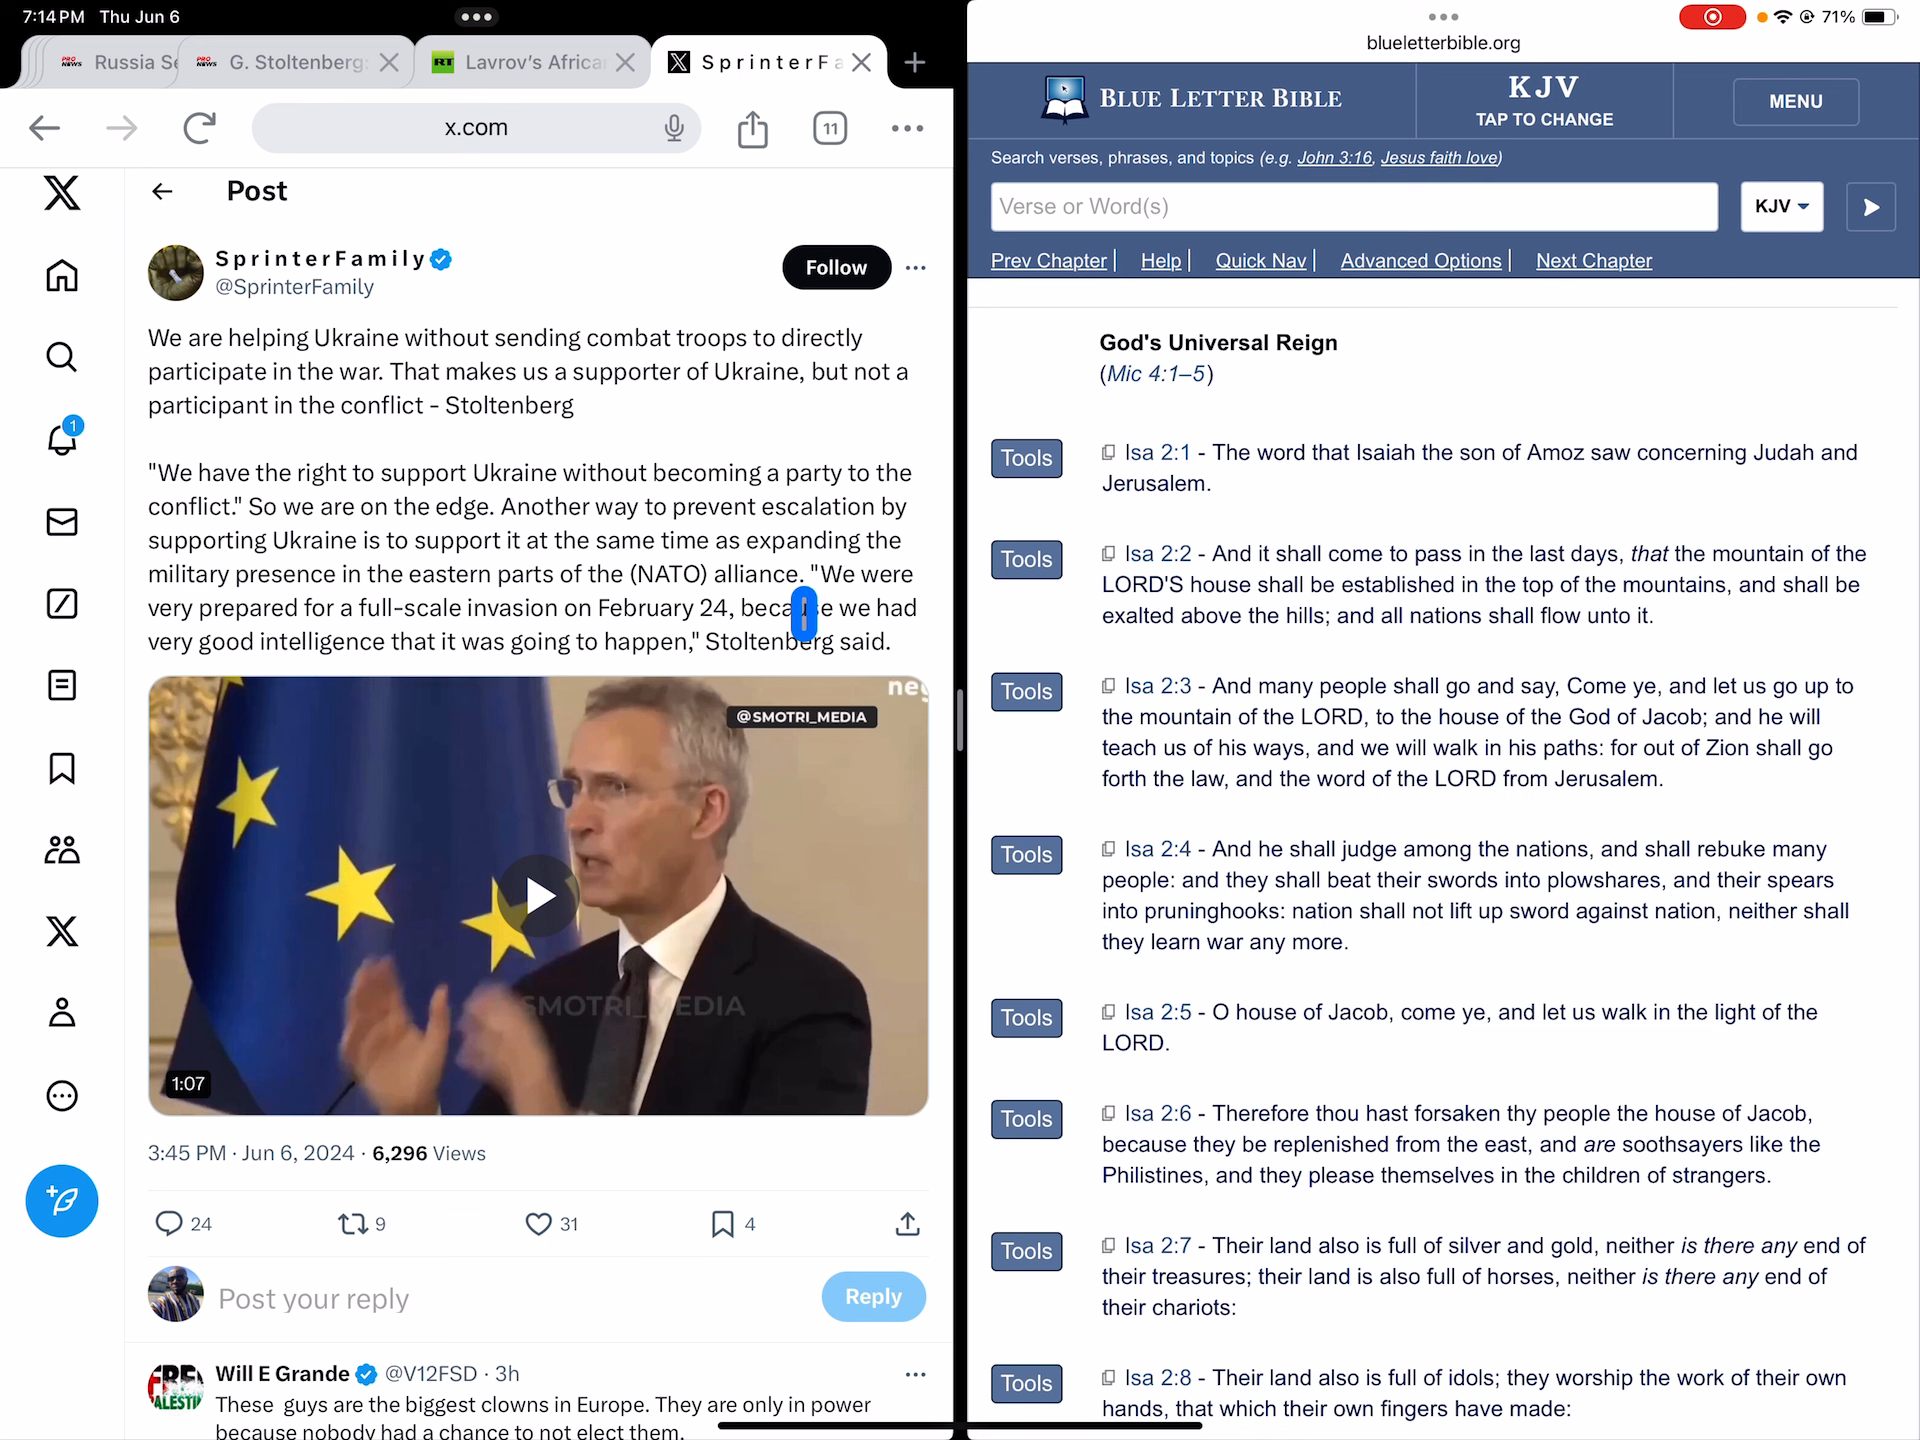 7:14 PM Thu Jun 6
Russia Se
G. Stoltenberg:
RT Lavrov's Africa
SprinterFa
x.com
11
Post
SprinterFamily
@SprinterFamily
Follow
We are helping Ukraine without sending combat troops to directly
participate in the war. That makes us a supporter of Ukraine, but not a
participant in the conflict - Stoltenberg
"We have the right to support Ukraine without becoming a party to the
conflict." So we are on the edge. Another way to prevent escalation by
supporting Ukraine is to support it at the same time as expanding the
military presence in the eastern parts of the (NATO) alliance. "We were
very prepared for a full-scale invasion on February 24, because we had
very good intelligence that it was going to happen," Stoltenberg said.
@SMOTRI_MEDIA
SMOTRI_MEDIA
1:07
3:45 PM · Jun 6, 2024 · 6,296 Views
24
9
31
4
Post your reply
Reply
Will E Grande @V12FSD · 3h
These guys are the biggest clowns in Europe. They are only in power
because nobody had a chance to not elect them.
1
71%
blueletterbible.org
BLUE LETTER BIBLE
KJV
TAP TO CHANGE
MENU
Search verses, phrases, and topics (e.g. John 3:16, Jesus faith love)
Verse or Word(s)
KJV
Prev Chapter | Help | Quick Nav | Advanced Options | Next Chapter
God's Universal Reign
(Mic 4:1–5)
Tools
Isa 2:1 - The word that Isaiah the son of Amoz saw concerning Judah and
Jerusalem.
Tools
Isa 2:2 - And it shall come to pass in the last days, that the mountain of the
LORD'S house shall be established in the top of the mountains, and shall be
exalted above the hills; and all nations shall flow unto it.
Tools
Isa 2:3 - And many people shall go and say, Come ye, and let us go up to
the mountain of the LORD, to the house of the God of Jacob; and he will
teach us of his ways, and we will walk in his paths: for out of Zion shall go
forth the law, and the word of the LORD from Jerusalem.
Tools
Isa 2:4 - And he shall judge among the nations, and shall rebuke many
people: and they shall beat their swords into plowshares, and their spears
into pruninghooks: nation shall not lift up sword against nation, neither shall
they learn war any more.
Tools
Isa 2:5 - O house of Jacob, come ye, and let us walk in the light of the
LORD.
Tools
Isa 2:6 - Therefore thou hast forsaken thy people the house of Jacob,
because they be replenished from the east, and are soothsayers like the
Philistines, and they please themselves in the children of strangers.
Tools
Isa 2:7 - Their land also is full of silver and gold, neither is there any end of
their treasures; their land is also full of horses, neither is there any end of
their chariots:
Tools
Isa 2:8 - Their land also is full of idols; they worship the work of their own
hands, that which their own fingers have made: